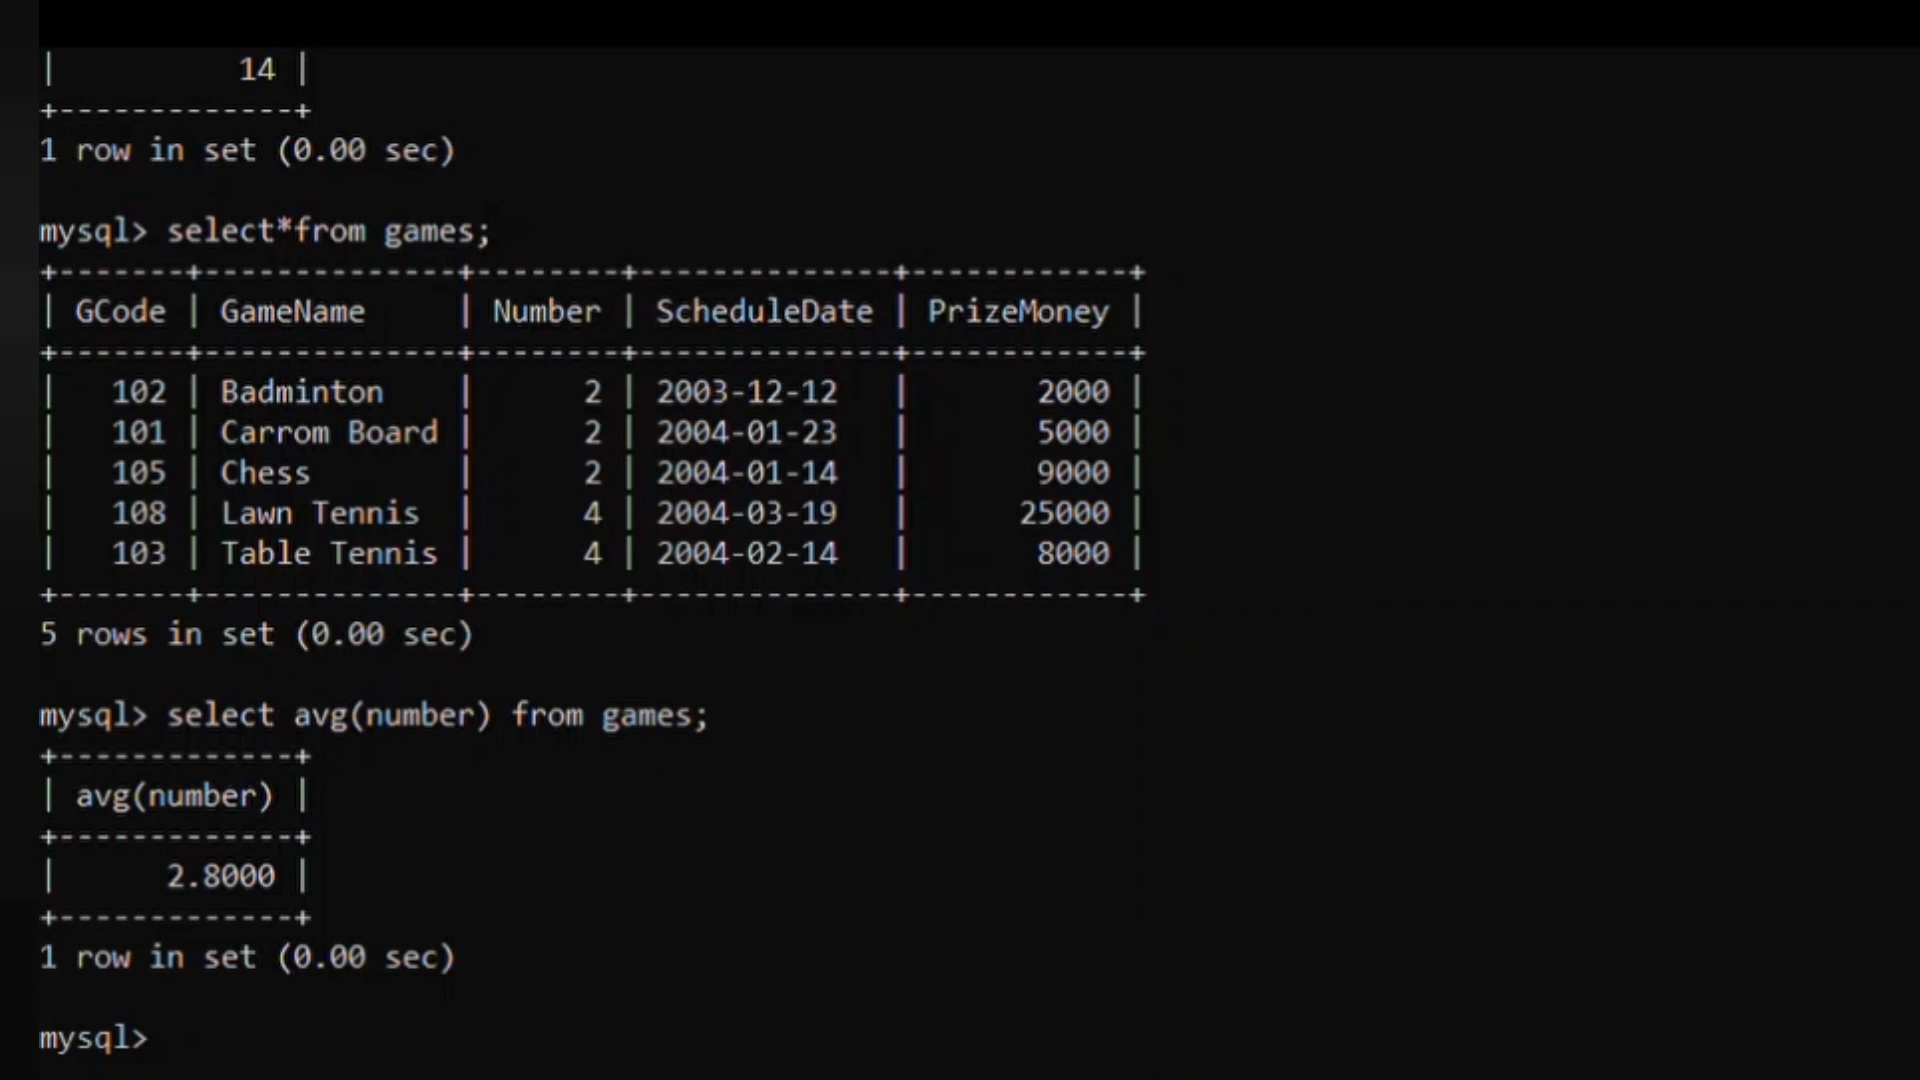 |          14 |
+-------------+
1 row in set (0.00 sec)
mysql> select*from games;
+-------+--------------+--------+--------------+------------+
| GCode | GameName     | Number | ScheduleDate | PrizeMoney |
+-------+--------------+--------+--------------+------------+
|   102 | Badminton    |      2 | 2003-12-12   |       2000 |
|   101 | Carrom Board |      2 | 2004-01-23   |       5000 |
|   105 | Chess        |      2 | 2004-01-14   |       9000 |
|   108 | Lawn Tennis  |      4 | 2004-03-19   |      25000 |
|   103 | Table Tennis |      4 | 2004-02-14   |       8000 |
+-------+--------------+--------+--------------+------------+
5 rows in set (0.00 sec)
mysql> select avg(number) from games;
+-------------+
| avg(number) |
+-------------+
|      2.8000 |
+-------------+
1 row in set (0.00 sec)
mysql>